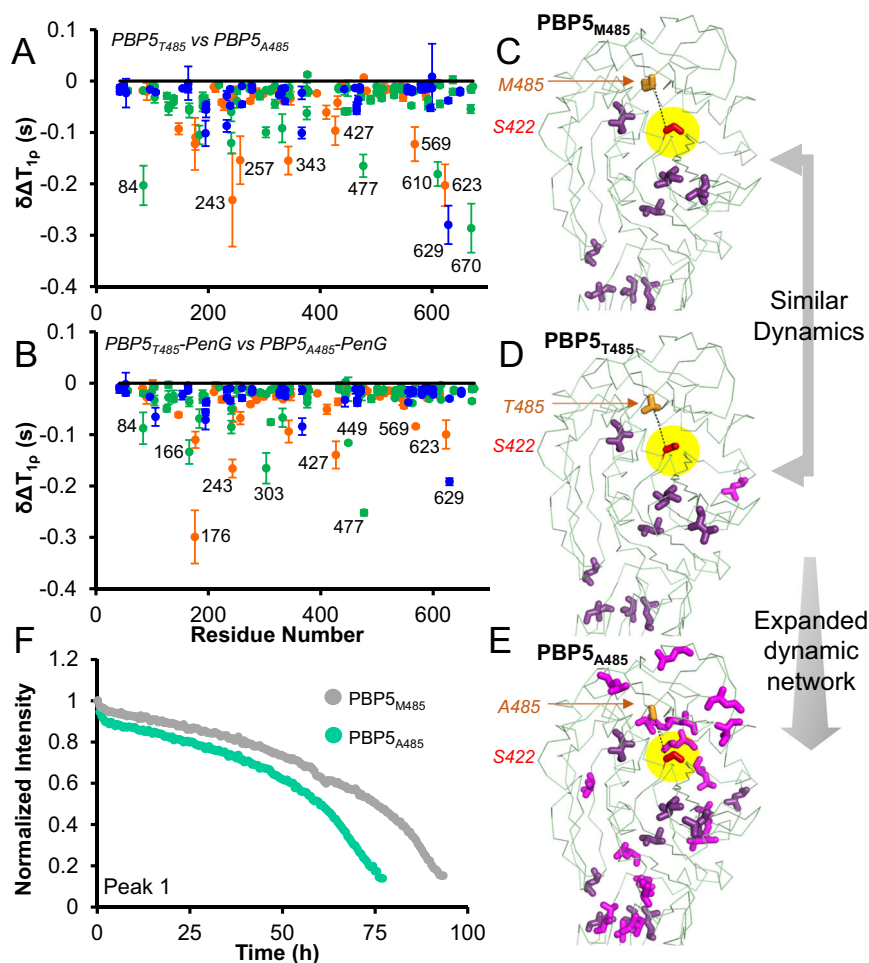 A
PBP5T485 vs PBP5A485
0.1
0
-0.1
-0.2
-0.3
-0.4
δΔT1ρ (s)
84
243
257
343
427
477
569
610
623
629
670
0
200
400
600
B
PBP5T485-PenG vs PBP5A485-PenG
0.1
0
-0.1
-0.2
-0.3
-0.4
δΔT1ρ (s)
84
166
176
243
303
427
449
477
569
623
629
0
200
400
600
Residue Number
F
1.2
1
0.8
0.6
0.4
0.2
0
Normalized Intensity
PBP5M485
PBP5A485
Peak 1
0
25
50
75
100
Time (h)
C
PBP5M485
M485
S422
D
PBP5T485
T485
S422
E
PBP5A485
A485
S422
Similar
Dynamics
Expanded
dynamic
network